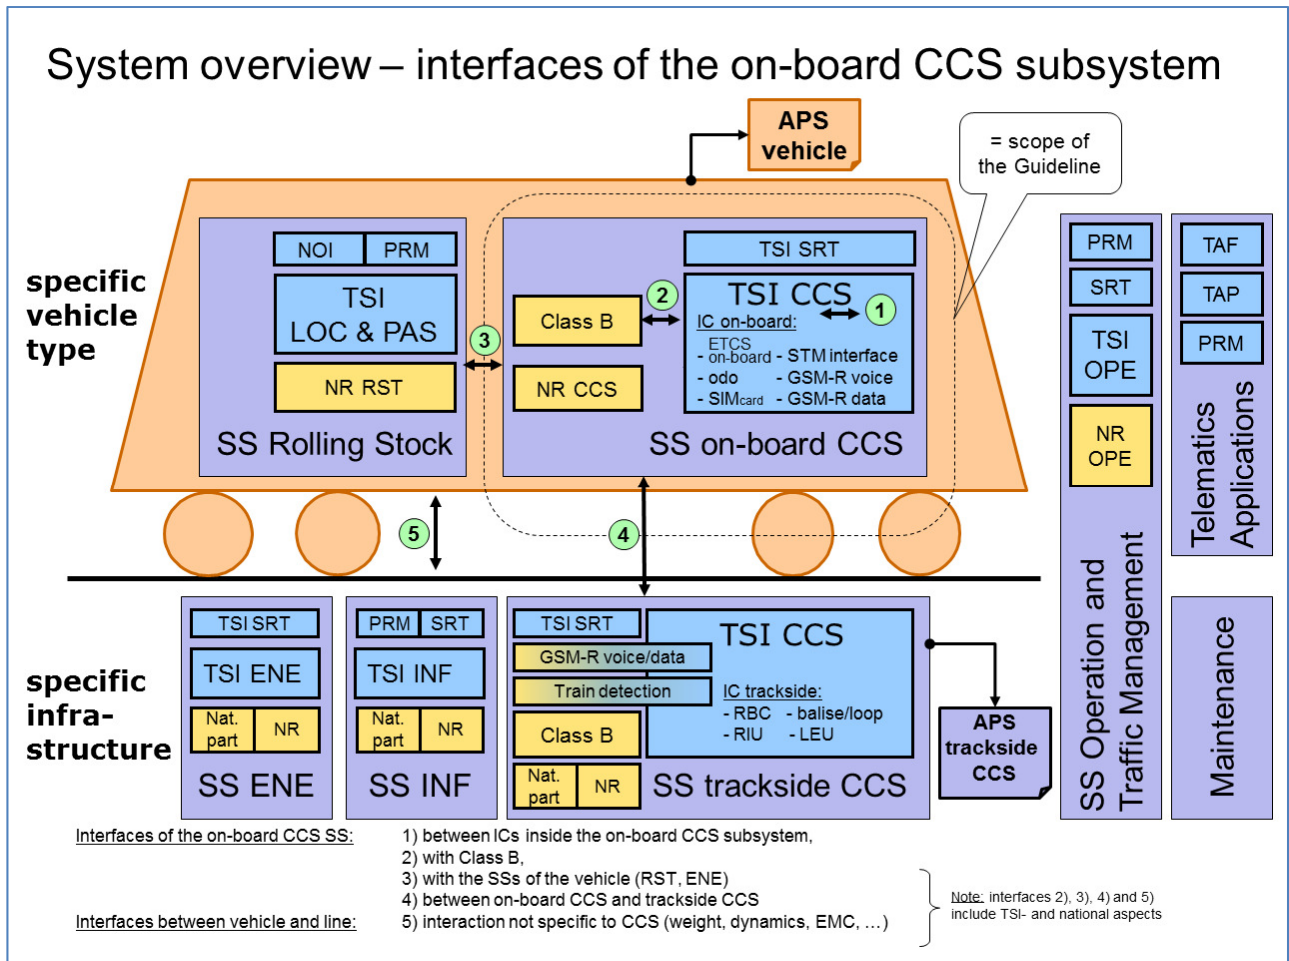 System overview – interfaces of the on-board CCS subsystem
APS
vehicle
= scope of
the Guideline
specific
vehicle
type
NOI
PRM
TSI
LOC & PAS
NR RST
SS Rolling Stock
3
Class B
2
NR CCS
TSI SRT
TSI CCS
1
IC on-board:
ETCS
- on-board - STM interface
- odo - GSM-R voice
- SIMcard - GSM-R data
SS on-board CCS
5
4
PRM
SRT
TSI
OPE
NR
OPE
SS Operation and
Traffic Management
TAF
TAP
PRM
Telematics
Applications
Maintenance
specific
infra-
structure
TSI SRT
TSI ENE
Nat.
part
NR
SS ENE
PRM
SRT
TSI INF
Nat.
part
NR
SS INF
TSI SRT
GSM-R voice/data
Train detection
Class B
Nat.
part
NR
TSI CCS
IC trackside:
- RBC - balise/loop
- RIU - LEU
SS trackside CCS
APS
trackside
CCS
Interfaces of the on-board CCS SS:
1) between ICs inside the on-board CCS subsystem,
2) with Class B,
3) with the SSs of the vehicle (RST, ENE)
4) between on-board CCS and trackside CCS
Interfaces between vehicle and line:
5) interaction not specific to CCS (weight, dynamics, EMC, …)
Note: interfaces 2), 3), 4) and 5)
include TSI- and national aspects